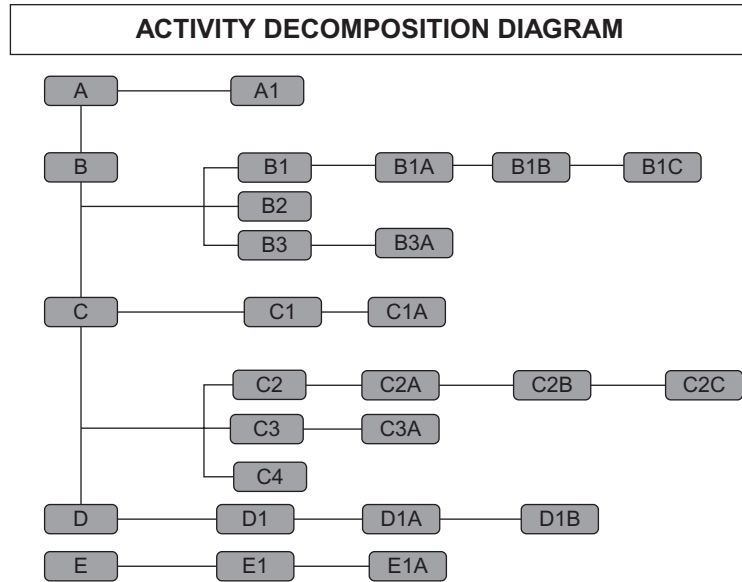 ACTIVITY DECOMPOSITION DIAGRAM
A A1
B B1 B1A B1B B1C
B2
B3 B3A
C C1 C1A
C2 C2A C2B C2C
C3 C3A
C4
D D1 D1A D1B
E E1 E1A